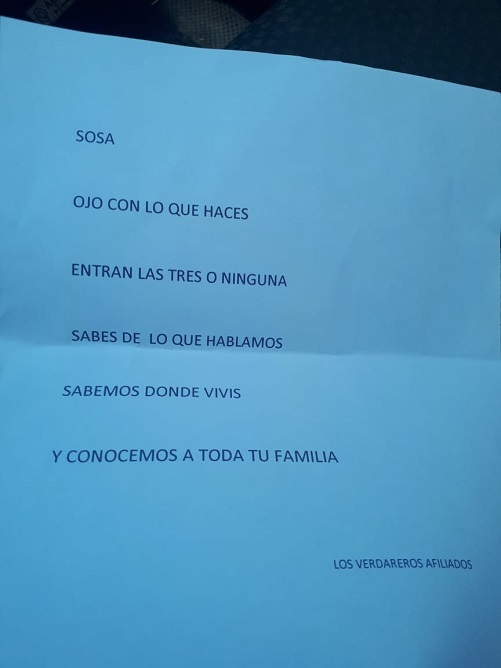 SOSA
OJO CON LO QUE HACES
ENTRAN LAS TRES O NINGUNA
SABES DE LO QUE HABLAMOS
SABEMOS DONDE VIVIS
Y CONOCEMOS A TODA TU FAMILIA
LOS VERDAREROS AFILIADOS